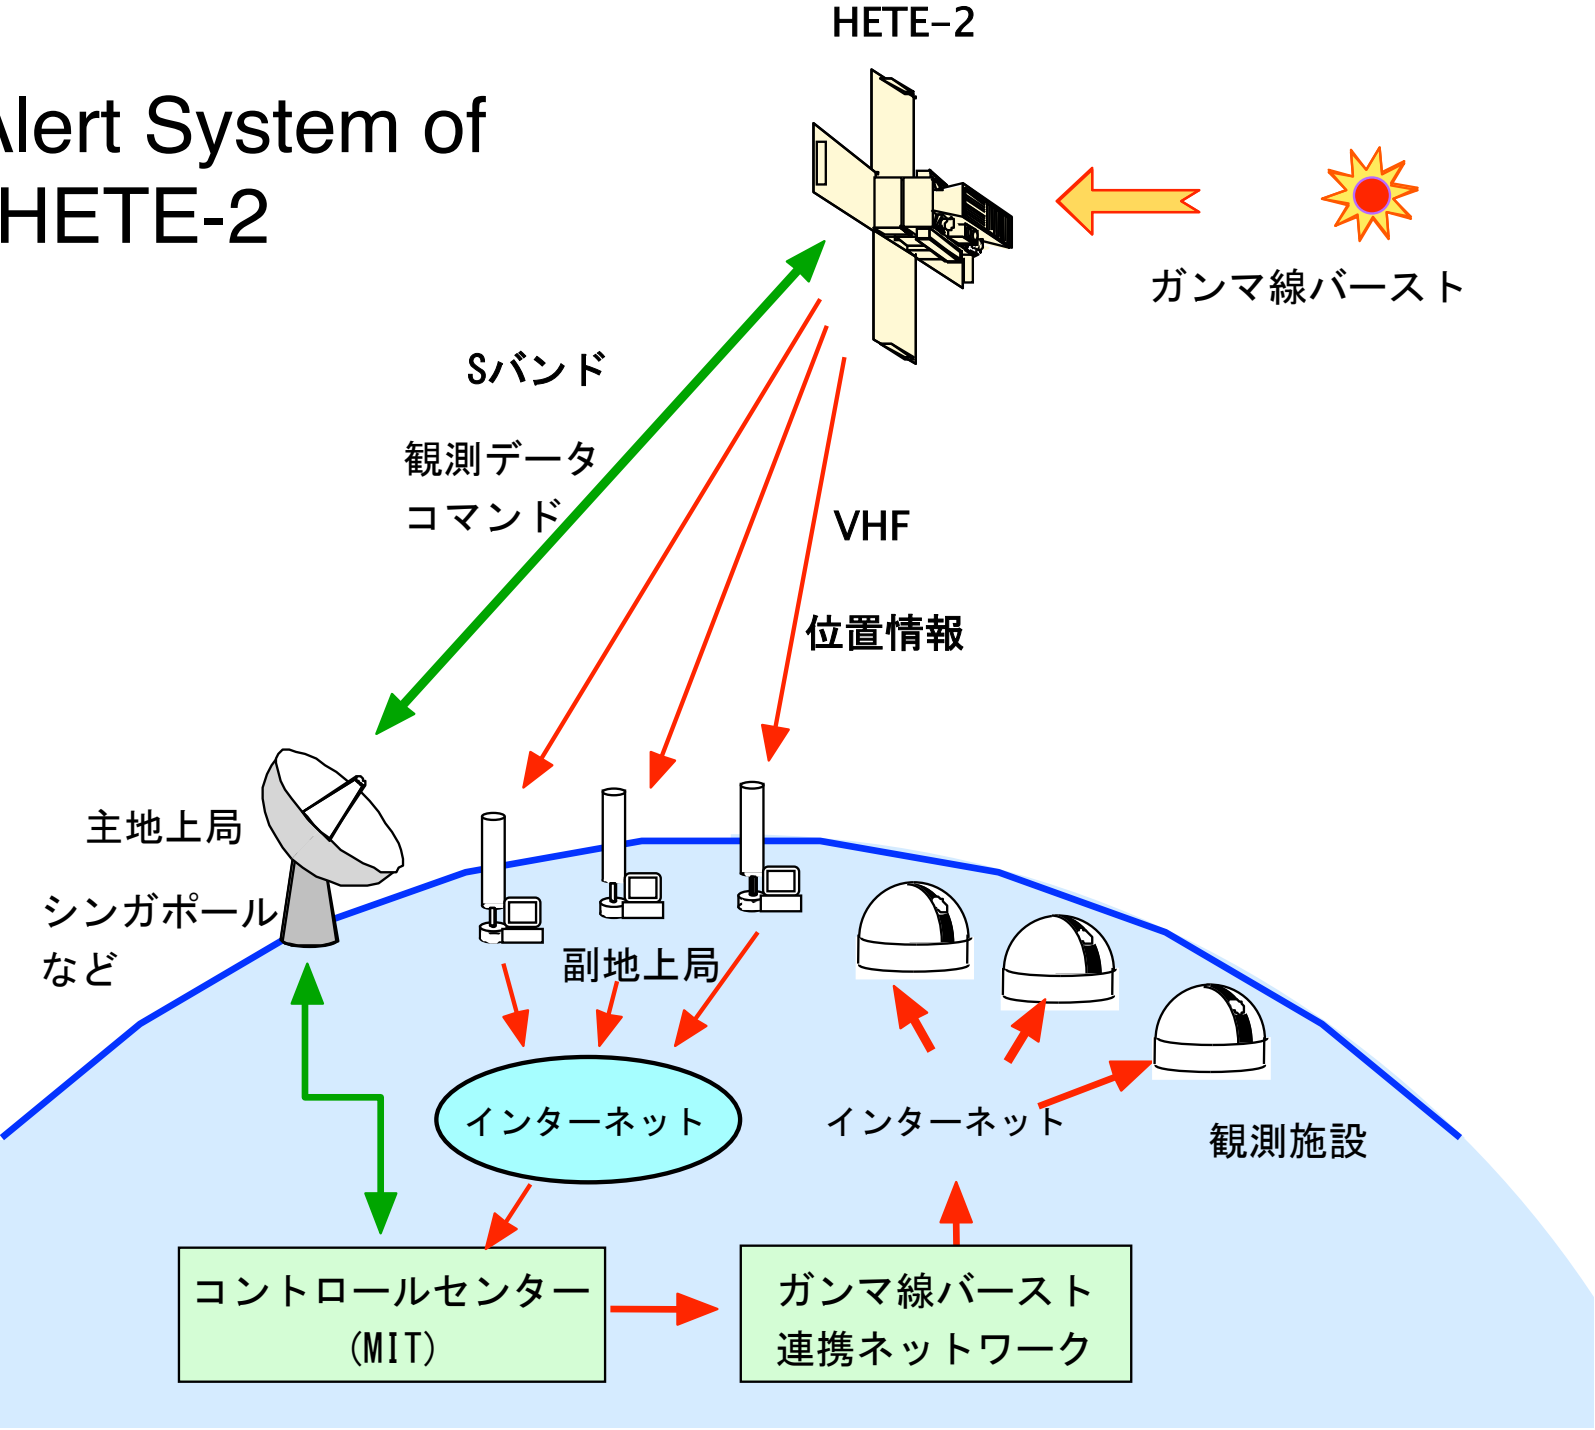 HETE−2
Alert System of
HETE-2
ガンマ線バースト
Sバンド
観測データ
コマンド
VHF
位置情報
主地上局
シンガポール
など
副地上局
インターネット
インターネット
観測施設
コントロールセンター
(MIT)
ガンマ線バースト
連携ネットワーク